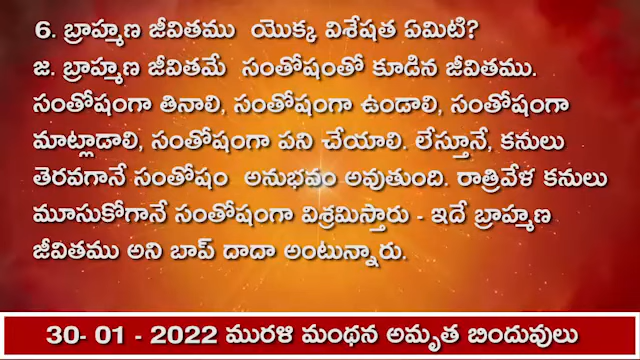 6. బ్రాహ్మణ జీవితము యొక్క విశేషత ఏమిటి?
జ. బ్రాహ్మణ జీవితమే సంతోషంతో కూడిన జీవితము.
సంతోషంగా తినాలి, సంతోషంగా ఉండాలి, సంతోషంగా
మాట్లాడాలి, సంతోషంగా పని చేయాలి. లేస్తూనే, కనులు
తెరవగానే సంతోషం అనుభవం అవుతుంది. రాత్రివేళ కనులు
మూసుకోగానే సంతోషంగా విశ్రమిస్తారు - ఇదే బ్రాహ్మణ
జీవితము అని బాప్ దాదా అంటున్నారు.
30- 01 - 2022 మురళి మంథన అమృత బిందువులు